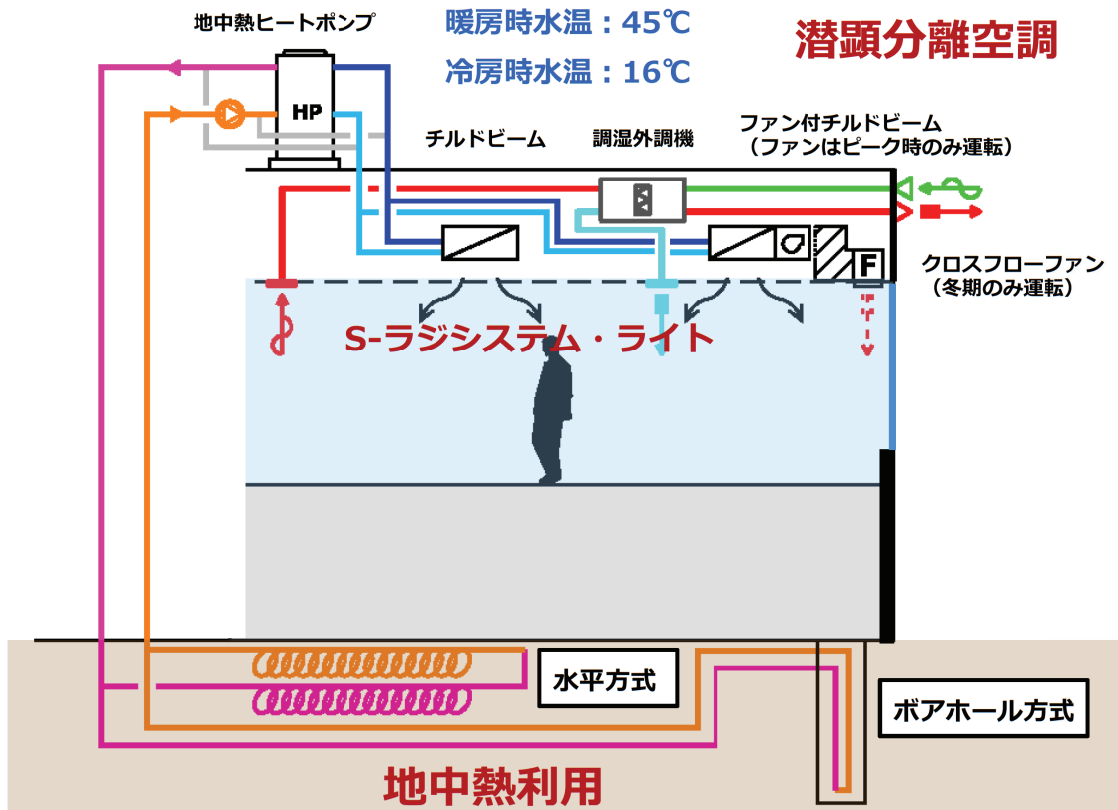 地中熱ヒートポンプ
暖房時水温：45℃
冷房時水温：16℃
潜顕分離空調
HP
チルドビーム
調湿外調機
ファン付チルドビーム
（ファンはピーク時のみ運転）
F
クロスフローファン
（冬期のみ運転）
S-ラジシステム・ライト
水平方式
ボアホール方式
地中熱利用